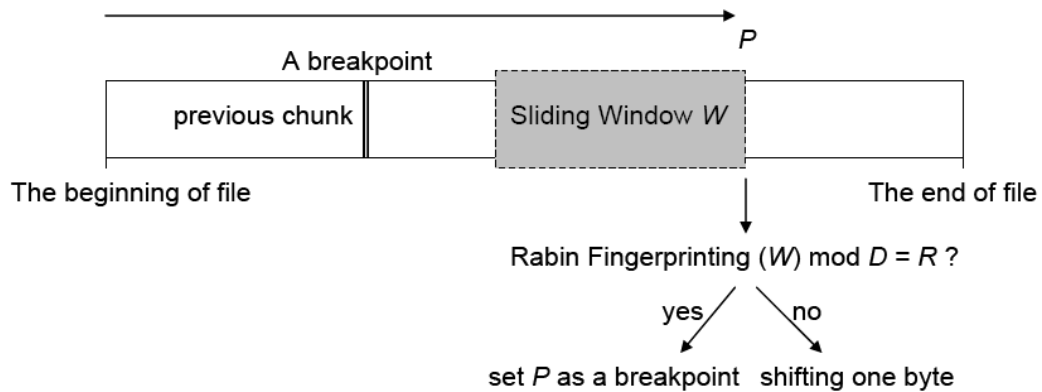 P
A breakpoint
previous chunk
Sliding Window W
The beginning of file
The end of file
Rabin Fingerprinting (W) mod D = R ?
yes
no
set P as a breakpoint
shifting one byte